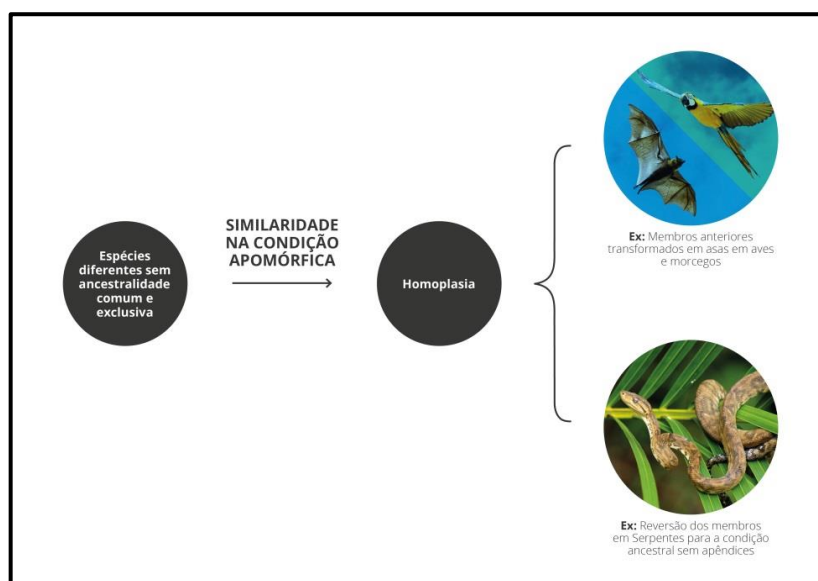 Espécies
diferentes sem
ancestralidade
comum e
exclusiva
SIMILARIDADE
NA CONDIÇÃO
APOMÓRFICA
Homoplasia
Ex: Membros anteriores
transformados em asas em aves
e morcegos
Ex: Reversão dos membros
em Serpentes para a condição
ancestral sem apêndices